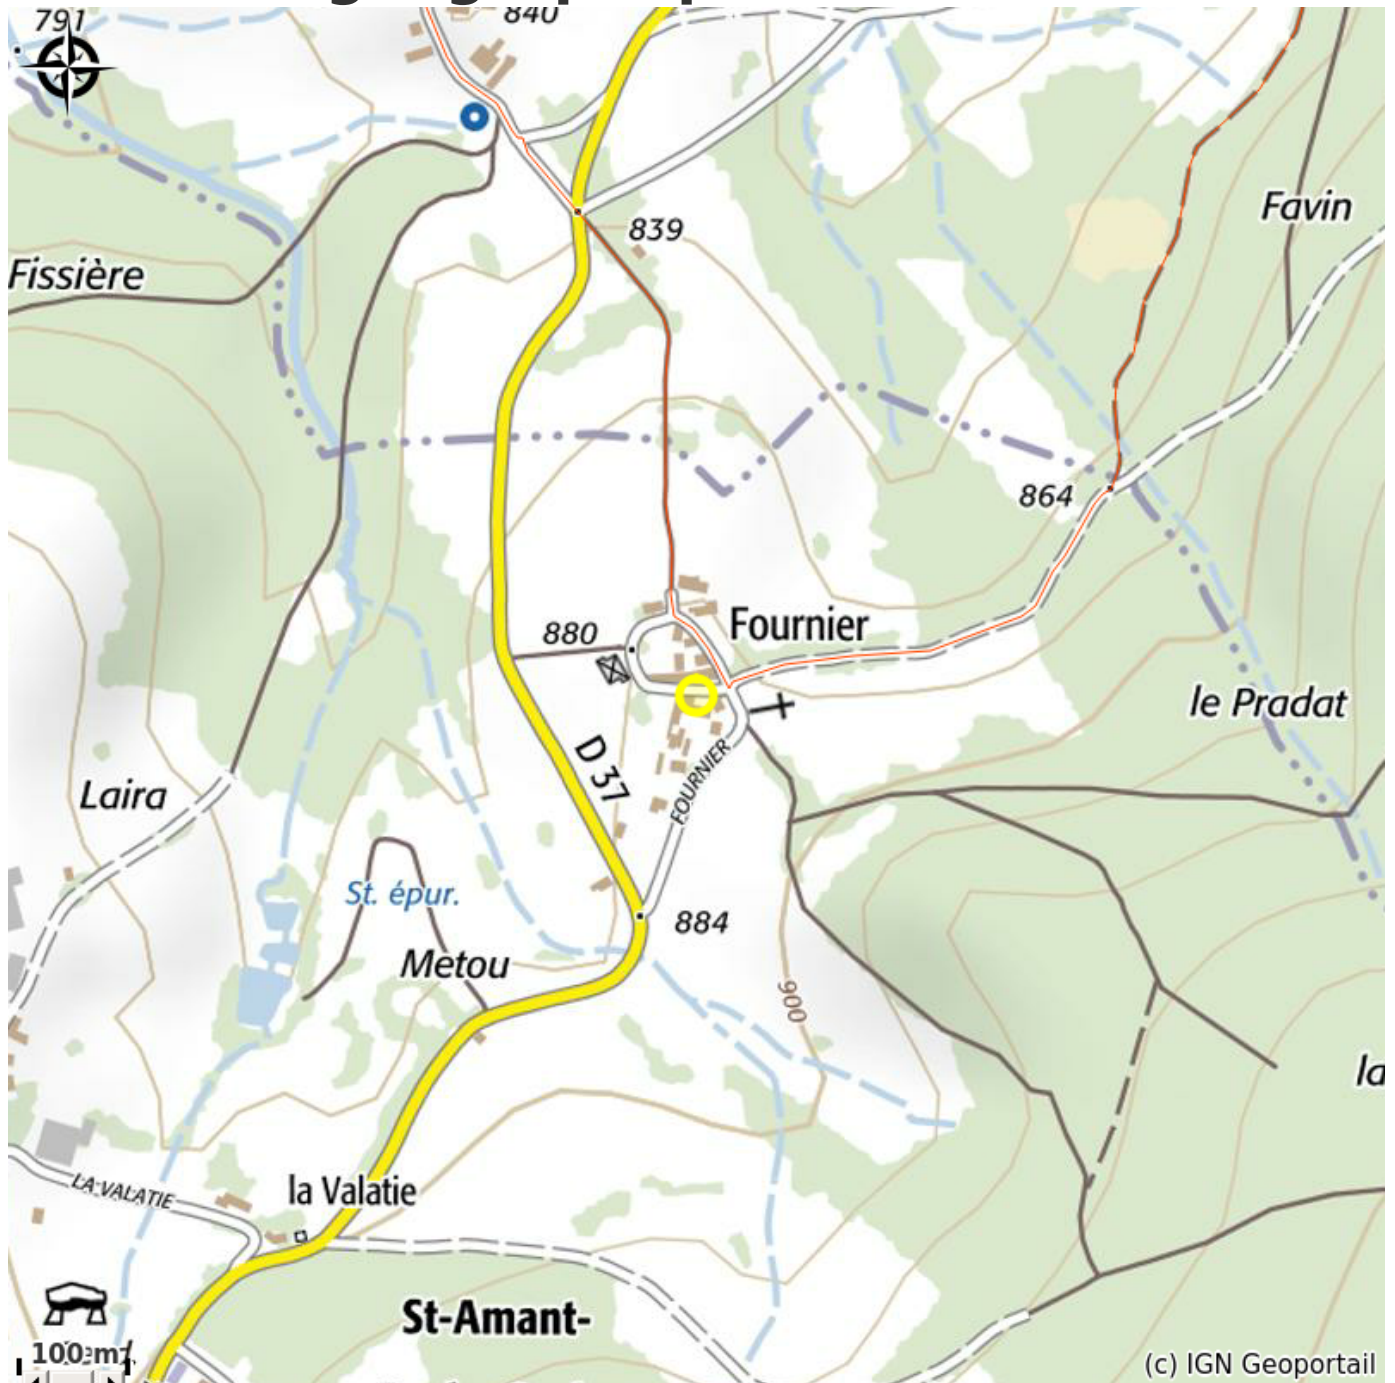 791
840
839
Favin
Fissière
864
880
Fournier
le Pradat
D 37
Laira
FOURNIER
St. épur.
884
Metou
900
la
LA VALATIE
la Valatie
St-Amant-
100 m
(c) IGN Geoportail